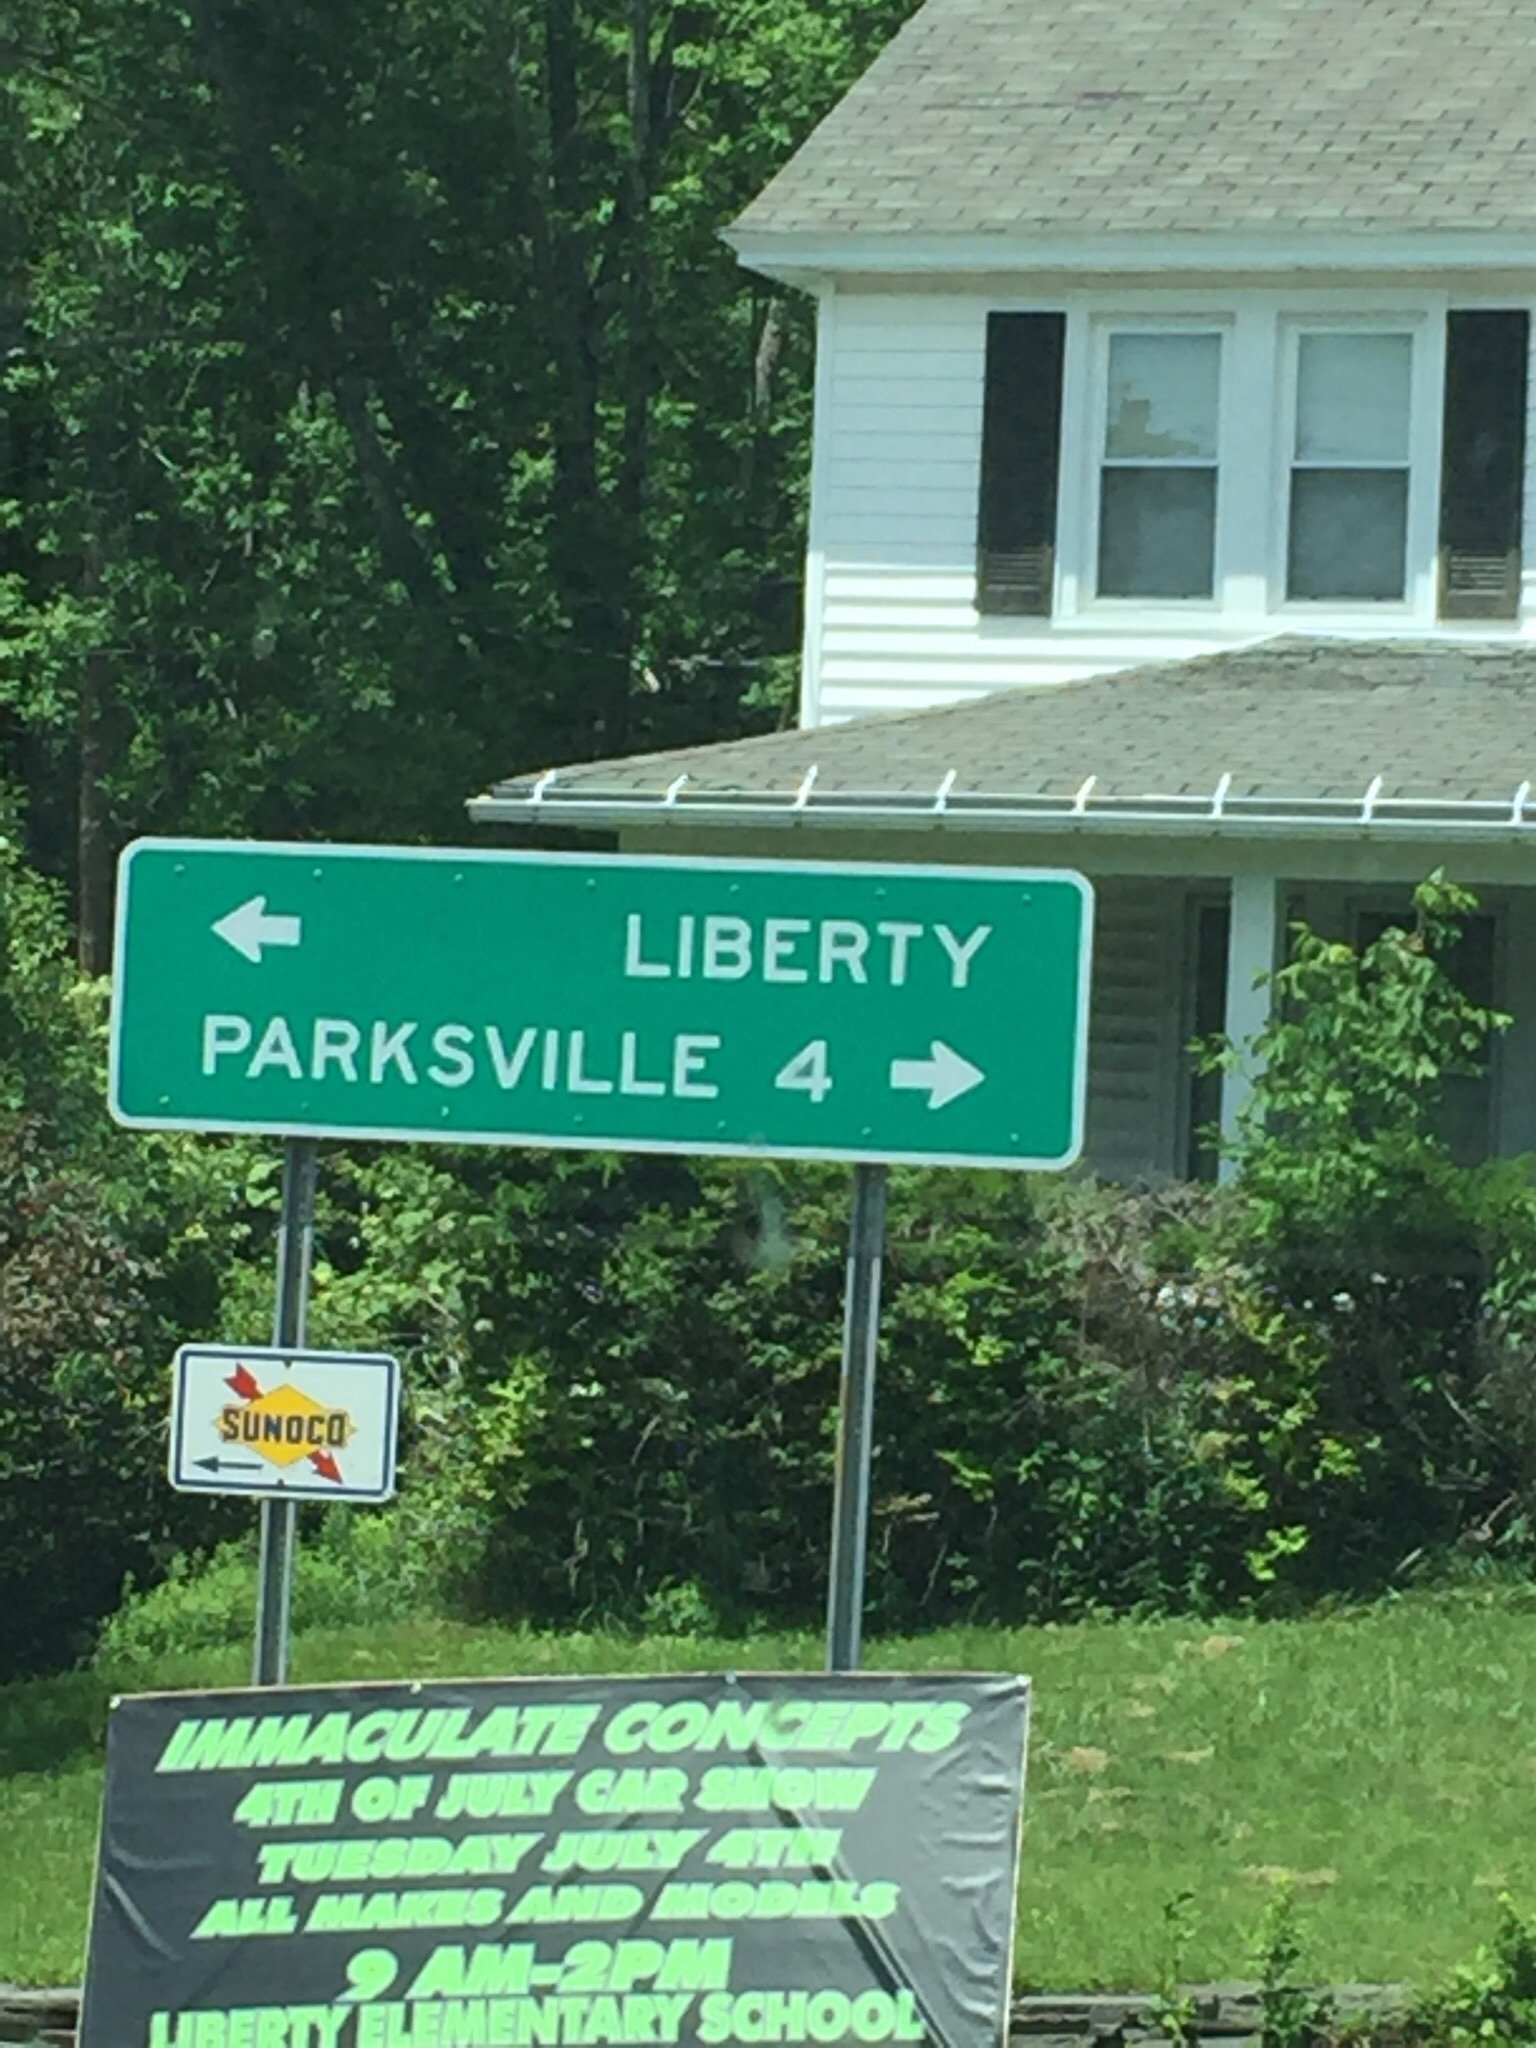 LIBERTY
PARKSVILLE 4
SUNOCO
IMMACULATE CONCEPTS
4TH OF JULY CAR SHOW
TUESDAY JULY 4TH
ALL MAKES AND MODELS
9 AM-2PM
LIBERTY ELEMENTARY SCHOOL